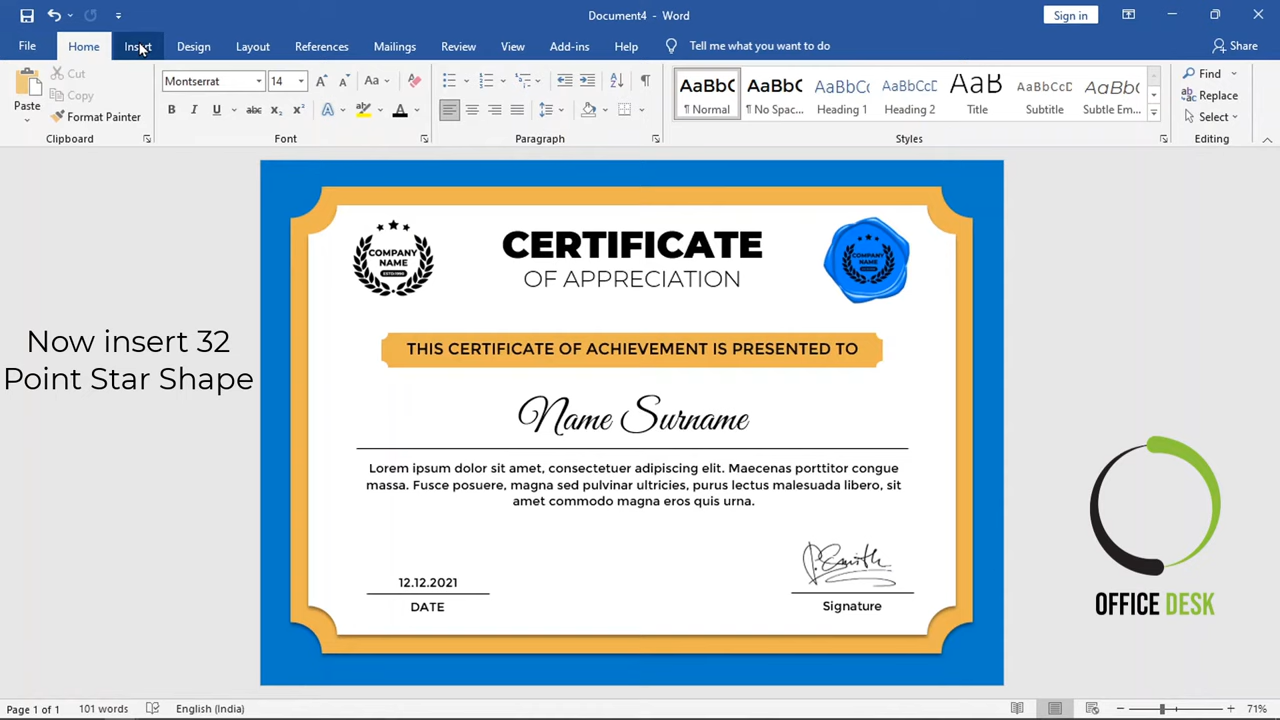 Document4 - Word
Sign in
File Home Insert Design Layout References Mailings Review View Add-ins Help Tell me what you want to do Share
Paste
Cut
Copy
Format Painter
Clipboard
Montserrat 14
Font
Paragraph
AaBbC AaBbC AaBbCc AaBbCcC AaB AaBbCcC AaBbC
¶ Normal ¶ No Spac... Heading 1 Heading 2 Title Subtitle Subtle Em...
Styles
Find
Replace
Select
Editing
Now insert 32
Point Star Shape
COMPANY
NAME
CERTIFICATE
OF APPRECIATION
COMPANY
NAME
THIS CERTIFICATE OF ACHIEVEMENT IS PRESENTED TO
Name Surname
Lorem ipsum dolor sit amet, consectetuer adipiscing elit. Maecenas porttitor congue
massa. Fusce posuere, magna sed pulvinar ultricies, purus lectus malesuada libero, sit
amet commodo magna eros quis urna.
12.12.2021
DATE
Signature
OFFICE DESK
Page 1 of 1 101 words English (India) 71%